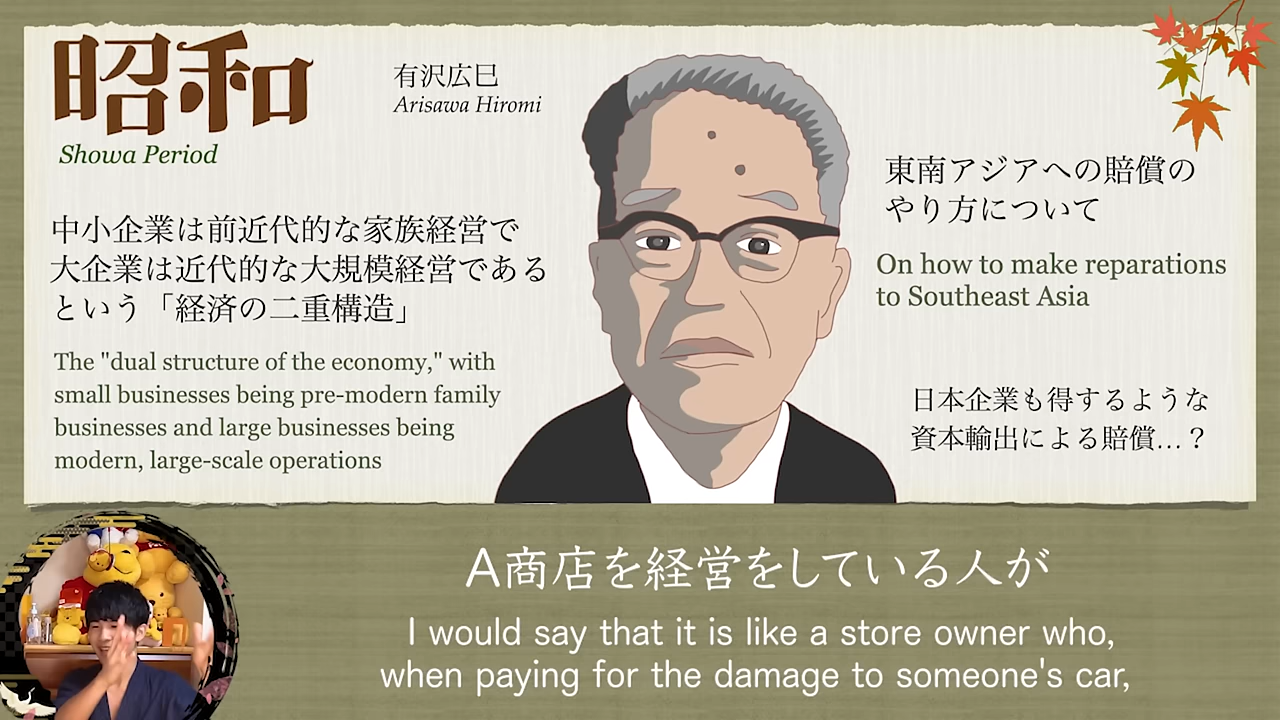 昭和
Showa Period
有沢広巳
Arisawa Hiromi
中小企業は前近代的な家族経営で
大企業は近代的な大規模経営である
という「経済の二重構造」
The "dual structure of the economy," with
small businesses being pre-modern family
businesses and large businesses being
modern, large-scale operations
東南アジアへの賠償の
やり方について
On how to make reparations
to Southeast Asia
日本企業も得するような
資本輸出による賠償…？
A商店を経営をしている人が
I would say that it is like a store owner who,
when paying for the damage to someone's car,